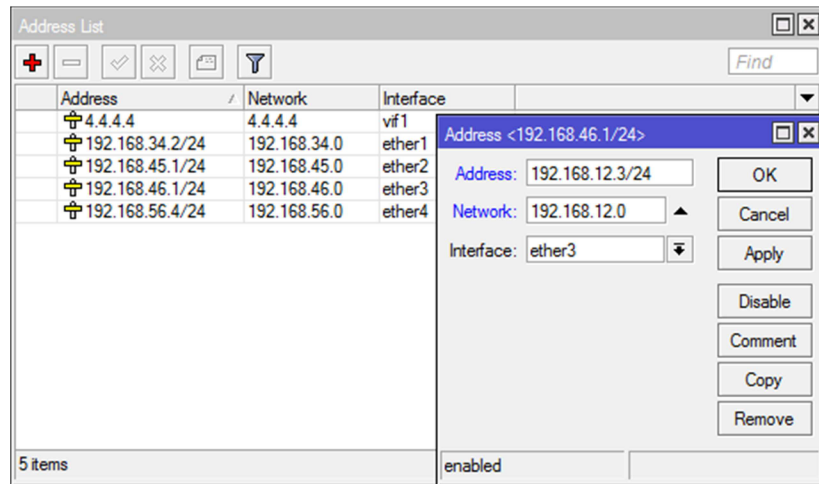 Address List
Find
Address Network Interface
4.4.4.4 4.4.4.4 vif1
192.168.34.2/24 192.168.34.0 ether1
192.168.45.1/24 192.168.45.0 ether2
192.168.46.1/24 192.168.46.0 ether3
192.168.56.4/24 192.168.56.0 ether4
5 items
Address <192.168.46.1/24>
Address: 192.168.12.3/24
Network: 192.168.12.0
Interface: ether3
OK
Cancel
Apply
Disable
Comment
Copy
Remove
enabled